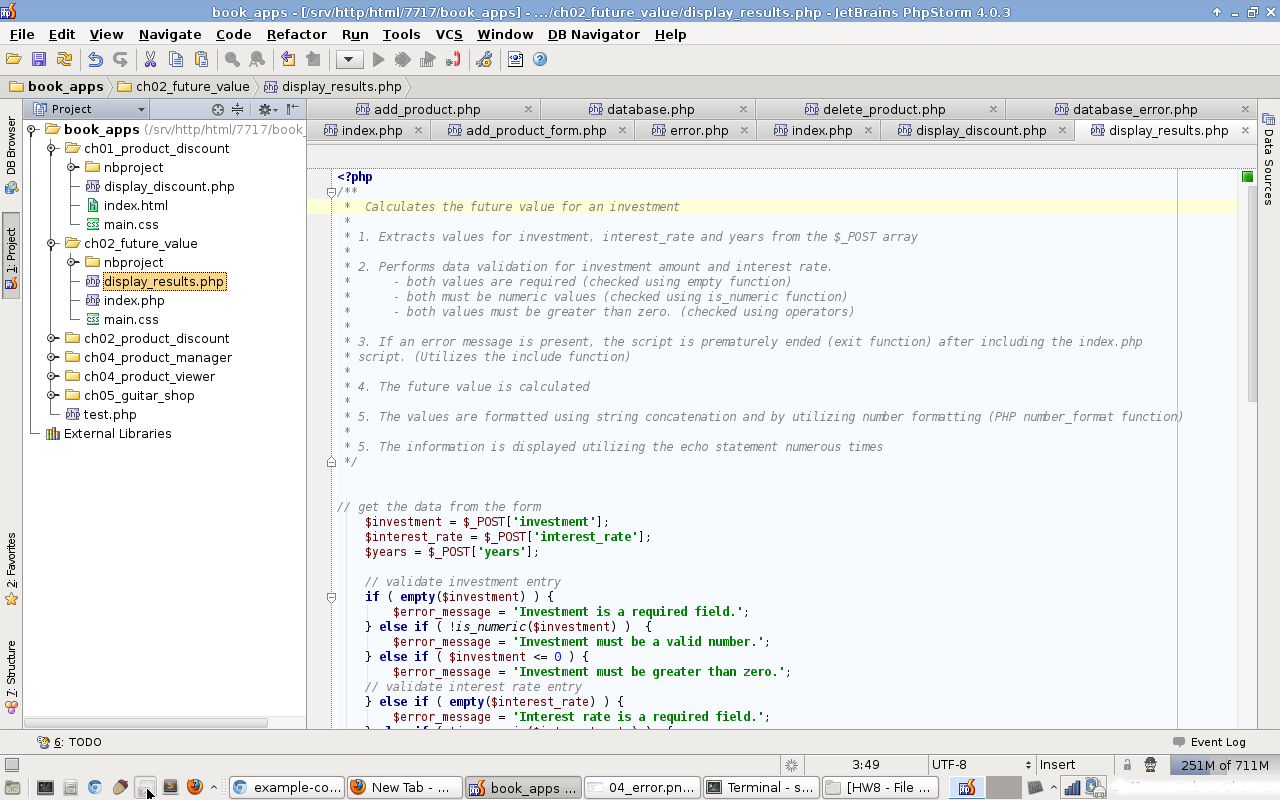 book_apps - [/srv/http/html/7717/book_apps] - .../ch02_future_value/display_results.php - JetBrains PhpStorm 4.0.3
File Edit View Navigate Code Refactor Run Tools VCS Window DB Navigator Help
book_apps ch02_future_value display_results.php
Project
add_product.php database.php delete_product.php database_error.php
index.php add_product_form.php error.php index.php display_discount.php display_results.php
DB Browser
1: Project
2: Favorites
7: Structure
book_apps (/srv/http/html/7717/book_
ch01_product_discount
nbproject
display_discount.php
index.html
main.css
ch02_future_value
nbproject
display_results.php
index.php
main.css
ch02_product_discount
ch04_product_manager
ch04_product_viewer
ch05_guitar_shop
test.php
External Libraries
<?php
/**
*  Calculates the future value for an investment
*
* 1. Extracts values for investment, interest_rate and years from the $_POST array
*
* 2. Performs data validation for investment amount and interest rate.
*      - both values are required (checked using empty function)
*      - both must be numeric values (checked using is_numeric function)
*      - both values must be greater than zero. (checked using operators)
*
* 3. If an error message is present, the script is prematurely ended (exit function) after including the index.php
* script. (Utilizes the include function)
*
* 4. The future value is calculated
*
* 5. The values are formatted using string concatenation and by utilizing number formatting (PHP number_format function)
*
* 5. The information is displayed utilizing the echo statement numerous times
*/
// get the data from the form
$investment = $_POST['investment'];
$interest_rate = $_POST['interest_rate'];
$years = $_POST['years'];
// validate investment entry
if ( empty($investment) ) {
$error_message = 'Investment is a required field.';
} else if ( !is_numeric($investment) )  {
$error_message = 'Investment must be a valid number.';
} else if ( $investment <= 0 ) {
$error_message = 'Investment must be greater than zero.';
// validate interest rate entry
} else if ( empty($interest_rate) ) {
$error_message = 'Interest rate is a required field.';
Data Sources
6: TODO
Event Log
3:49 UTF-8 Insert 251M of 711M
example-co... New Tab - ... book_apps ... 04_error.pn... Terminal - s... [HW8 - File ...